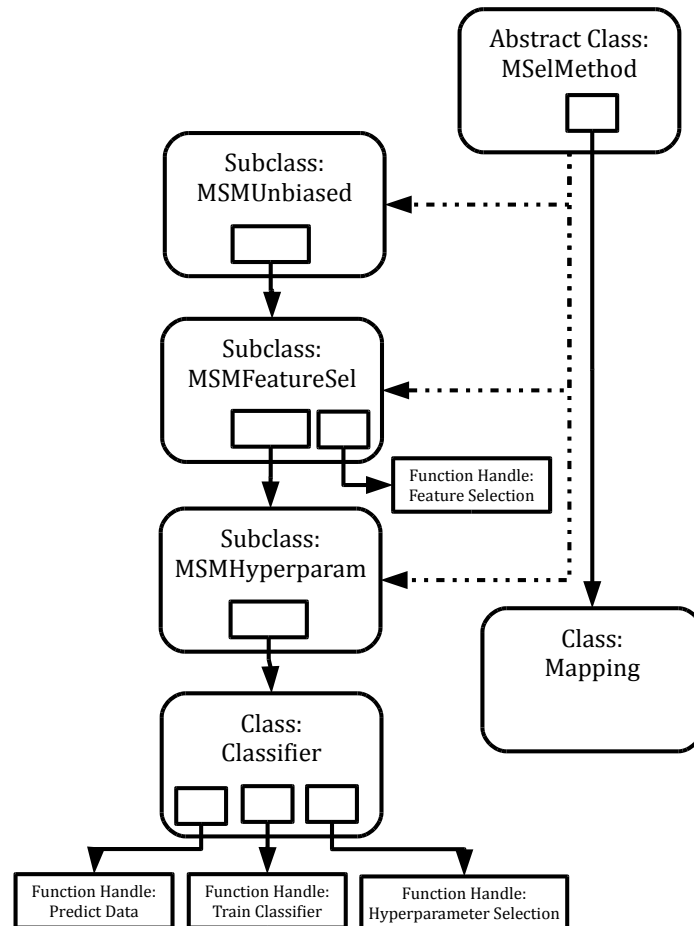 Abstract Class:
MSelMethod
Subclass:
MSMUnbiased
Subclass:
MSMFeatureSel
Function Handle:
Feature Selection
Subclass:
MSMHyperparam
Class:
Mapping
Class:
Classifier
Function Handle:
Predict Data
Function Handle:
Train Classifier
Function Handle:
Hyperparameter Selection